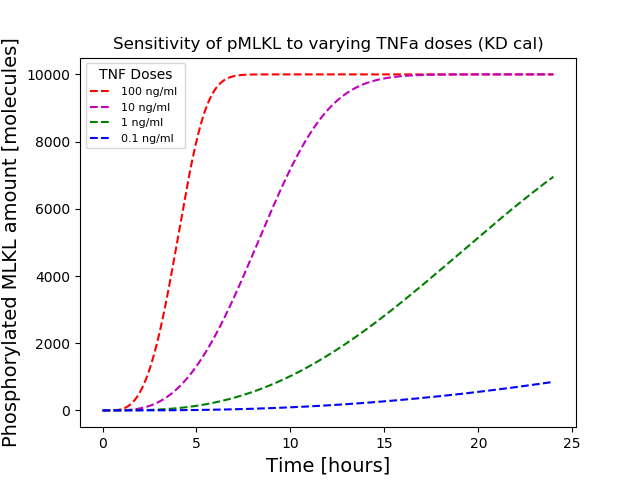 Sensitivity of pMLKL to varying TNFa doses (KD cal)
Phosphorylated MLKL amount [molecules]
10000
8000
6000
4000
2000
0
TNF Doses
100 ng/ml
10 ng/ml
1 ng/ml
0.1 ng/ml
0 5 10 15 20 25
Time [hours]